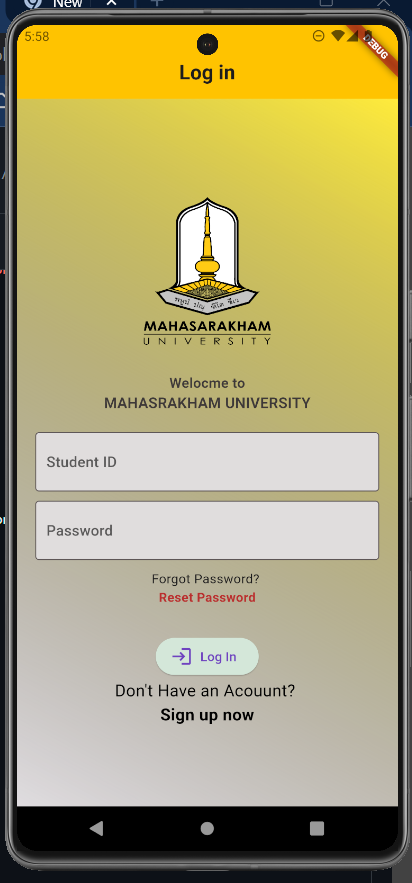 New
5:58
DEBUG
Log in
MAHASARAKHAM
UNIVERSITY
Welocme to
MAHASRAKHAM UNIVERSITY
Student ID
Password
Forgot Password?
Reset Password
Log In
Don't Have an Acouunt?
Sign up now